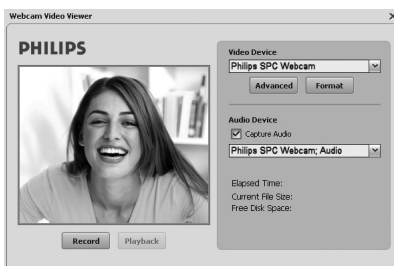 Webcam Video Viewer
PHILIPS
Record
Playback
Video Device
Philips SPC Webcam
Advanced
Format
Audio Device
Capture Audio
Philips SPC Webcam; Audio
Elapsed Time:
Current File Size:
Free Disk Space: